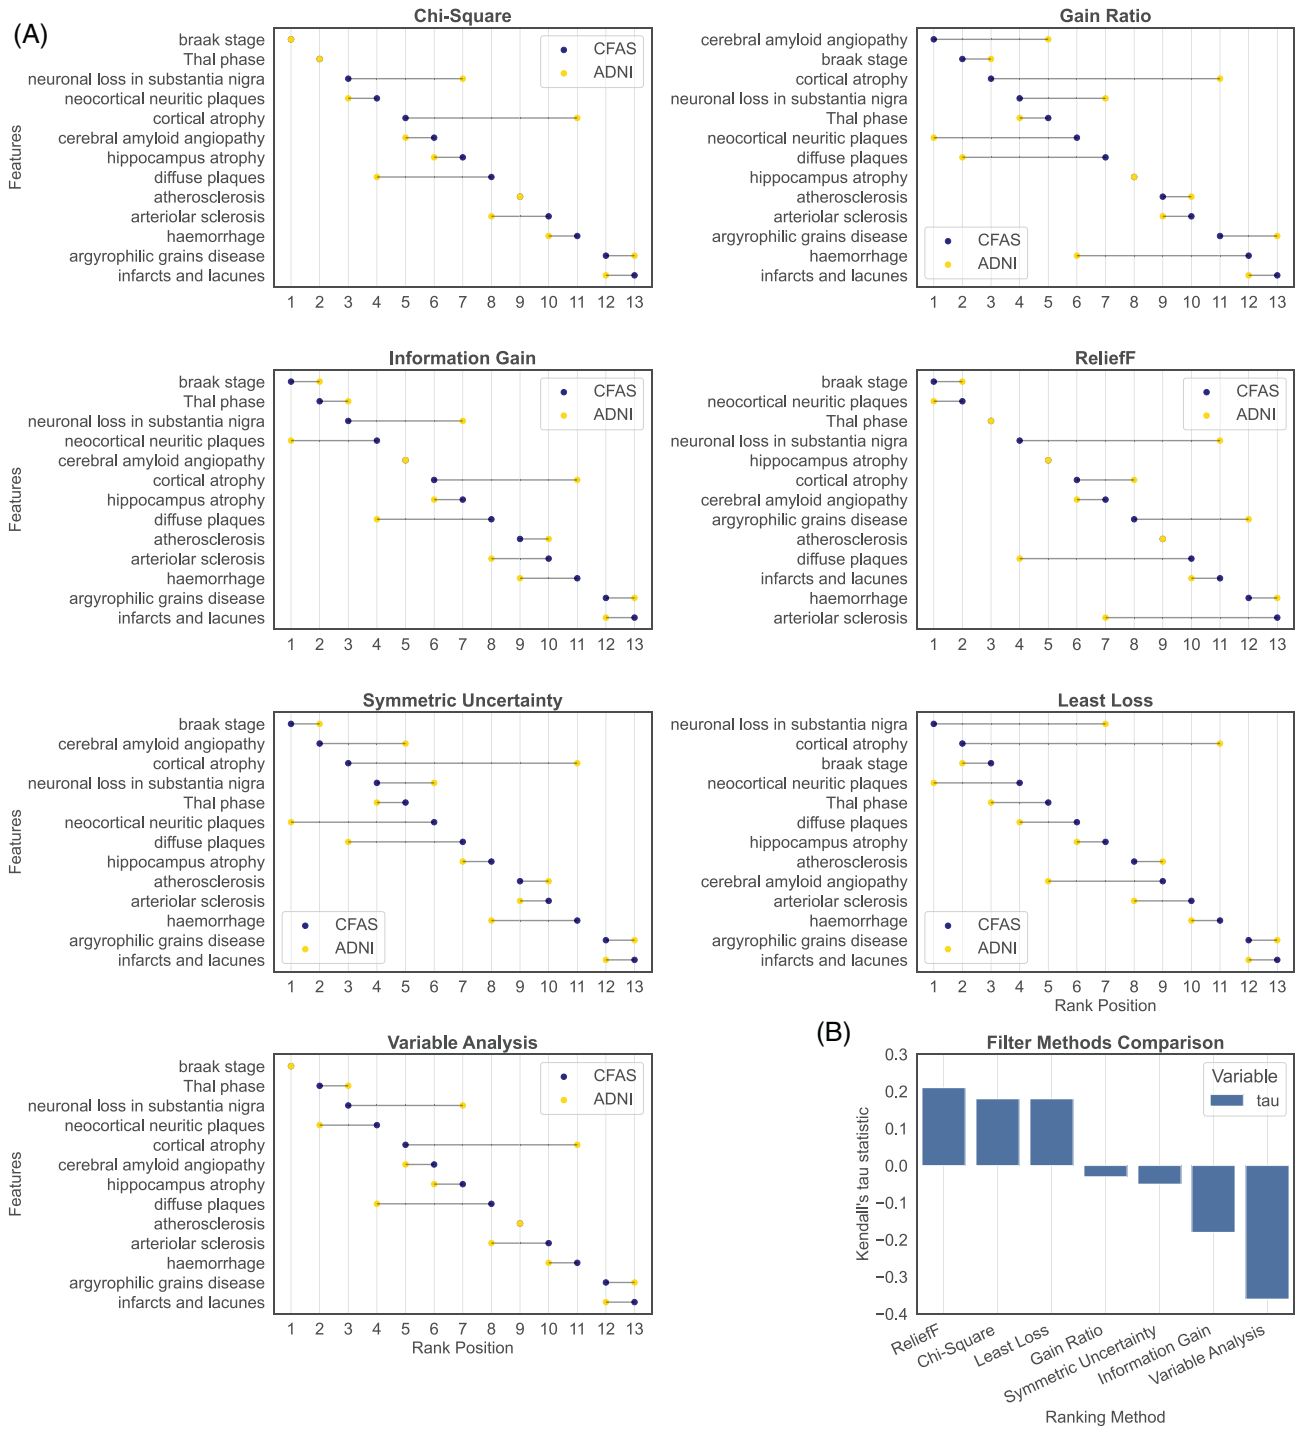 (A)
Chi-Square
Features
braak stage
Thal phase
neuronal loss in substantia nigra
neocortical neuritic plaques
cortical atrophy
cerebral amyloid angiopathy
hippocampus atrophy
diffuse plaques
atherosclerosis
arteriolar sclerosis
haemorrhage
argyrophilic grains disease
infarcts and lacunes
CFAS
ADNI
1 2 3 4 5 6 7 8 9 10 11 12 13
Gain Ratio
cerebral amyloid angiopathy
braak stage
cortical atrophy
neuronal loss in substantia nigra
Thal phase
neocortical neuritic plaques
diffuse plaques
hippocampus atrophy
atherosclerosis
arteriolar sclerosis
argyrophilic grains disease
haemorrhage
infarcts and lacunes
CFAS
ADNI
1 2 3 4 5 6 7 8 9 10 11 12 13
Information Gain
Features
braak stage
Thal phase
neuronal loss in substantia nigra
neocortical neuritic plaques
cerebral amyloid angiopathy
cortical atrophy
hippocampus atrophy
diffuse plaques
atherosclerosis
arteriolar sclerosis
haemorrhage
argyrophilic grains disease
infarcts and lacunes
CFAS
ADNI
1 2 3 4 5 6 7 8 9 10 11 12 13
ReliefF
braak stage
neocortical neuritic plaques
Thal phase
neuronal loss in substantia nigra
hippocampus atrophy
cortical atrophy
cerebral amyloid angiopathy
argyrophilic grains disease
atherosclerosis
diffuse plaques
infarcts and lacunes
haemorrhage
arteriolar sclerosis
CFAS
ADNI
1 2 3 4 5 6 7 8 9 10 11 12 13
Symmetric Uncertainty
Features
braak stage
cerebral amyloid angiopathy
cortical atrophy
neuronal loss in substantia nigra
Thal phase
neocortical neuritic plaques
diffuse plaques
hippocampus atrophy
atherosclerosis
arteriolar sclerosis
haemorrhage
argyrophilic grains disease
infarcts and lacunes
CFAS
ADNI
1 2 3 4 5 6 7 8 9 10 11 12 13
Least Loss
neuronal loss in substantia nigra
cortical atrophy
braak stage
neocortical neuritic plaques
Thal phase
diffuse plaques
hippocampus atrophy
atherosclerosis
cerebral amyloid angiopathy
arteriolar sclerosis
haemorrhage
argyrophilic grains disease
infarcts and lacunes
CFAS
ADNI
1 2 3 4 5 6 7 8 9 10 11 12 13
Rank Position
Variable Analysis
Features
braak stage
Thal phase
neuronal loss in substantia nigra
neocortical neuritic plaques
cortical atrophy
cerebral amyloid angiopathy
hippocampus atrophy
diffuse plaques
atherosclerosis
arteriolar sclerosis
haemorrhage
argyrophilic grains disease
infarcts and lacunes
CFAS
ADNI
1 2 3 4 5 6 7 8 9 10 11 12 13
Rank Position
(B)
Filter Methods Comparison
Kendall's tau statistic
0.3
0.2
0.1
0.0
−0.1
−0.2
−0.3
−0.4
Variable
tau
ReliefF
Chi-Square
Least Loss
Gain Ratio
Symmetric Uncertainty
Information Gain
Variable Analysis
Ranking Method